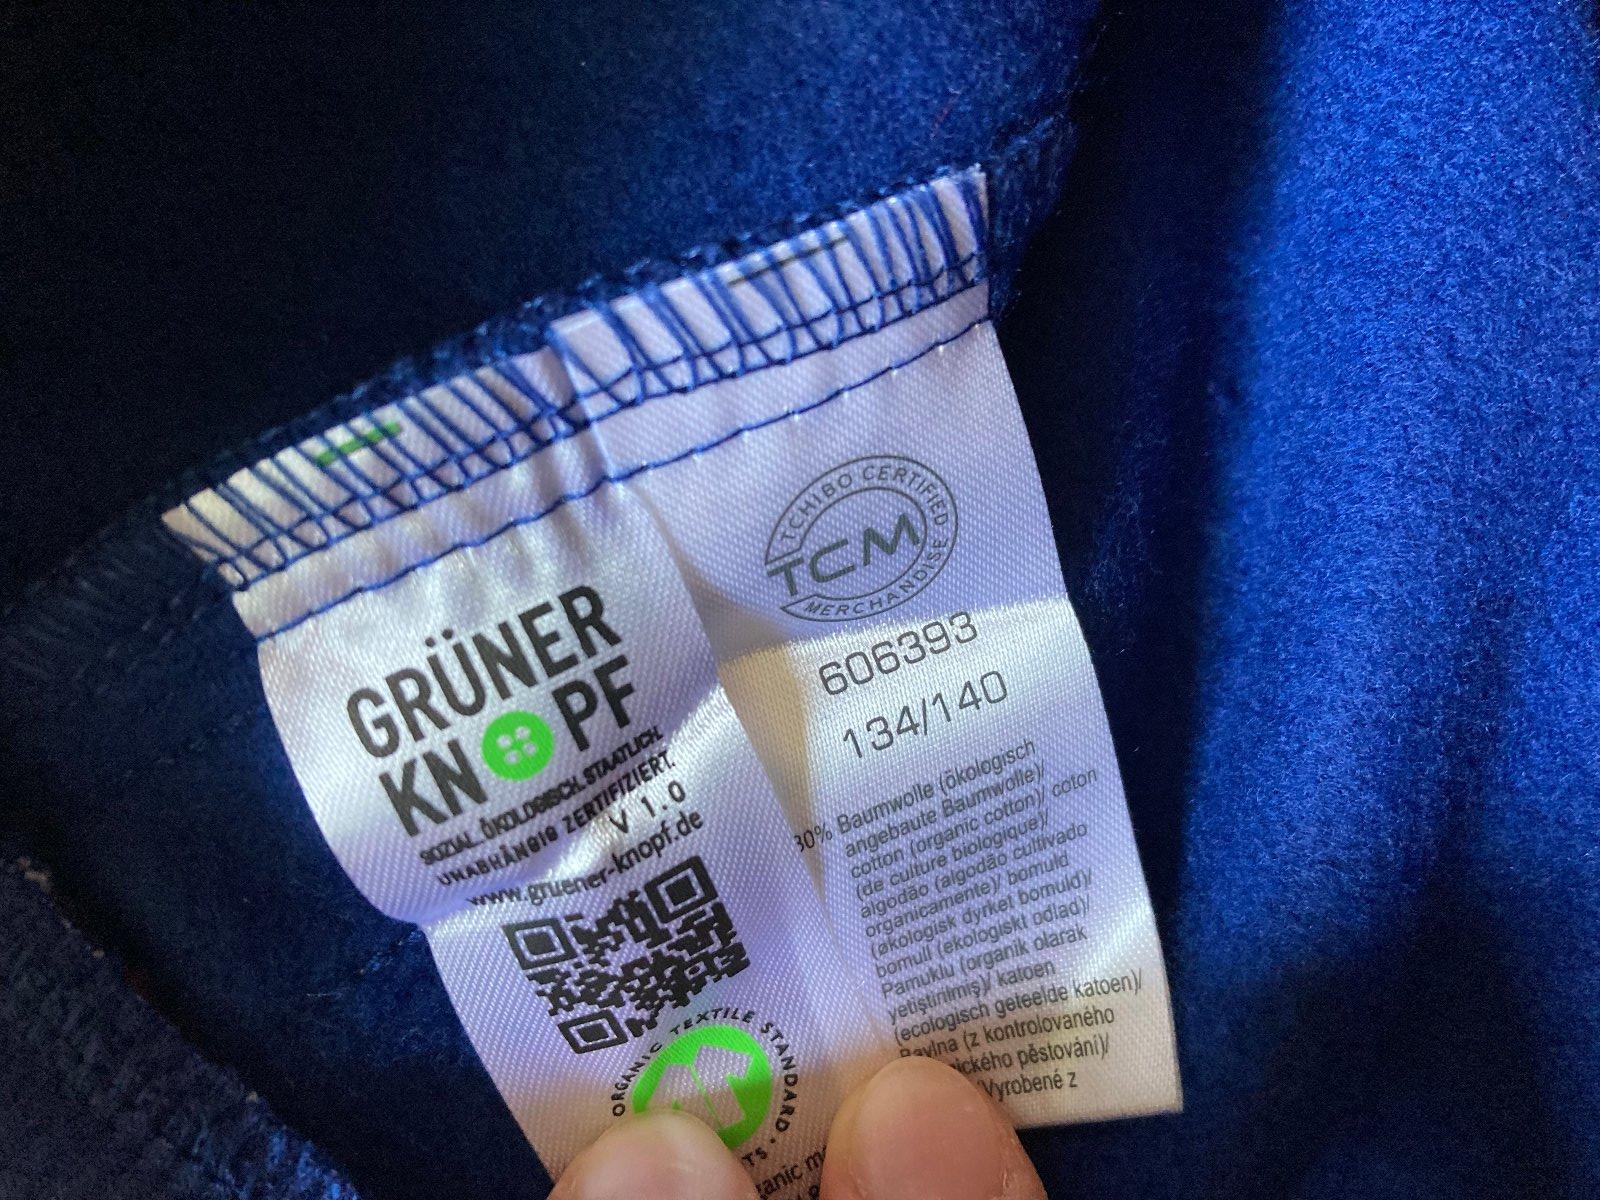 GRÜNER
KNOPF
SOZIAL. ÖKOLOGISCH. STAATLICH.
UNABHÄNGIG ZERTIFIZIERT.
V 1.0
www.gruener-knopf.de
ORGANIC TEXTILE STANDARD
TCHIBO CERTIFIED
TCM
MERCHANDISE
606393
134/140
Baumwolle (ökologisch
angebaute Baumwolle)/
cotton (organic cotton)/ coton
(de culture biologique)/
algodão (algodão cultivado
organicamente)/ bomuld
(økologisk dyrket bomuld)/
bomull (ekologiskt odlad)/
Pamuklu (organik olarak
yetiştirilmiş)/ katoen
(ecologisch geteelde katoen)/
Bavlna (z kontrolovaného
pěstování)/
Vyrobené z